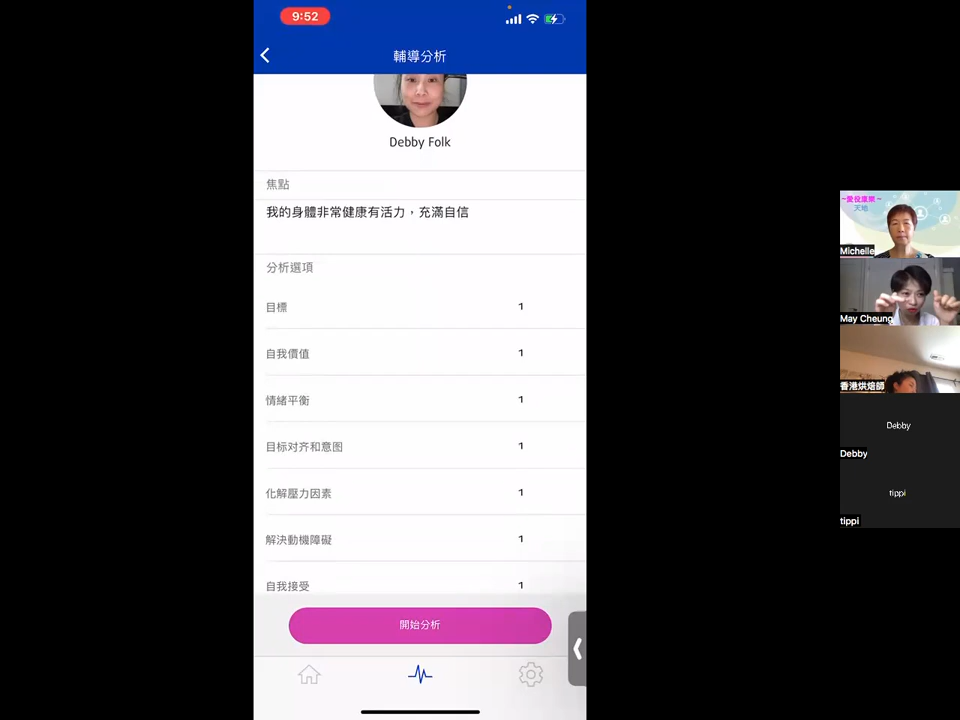 9:52
輔導分析
Debby Folk
焦點
我的身體非常健康有活力，充滿自信
分析選項
目標 1
自我價值 1
情緒平衡 1
目标对齐和意图 1
化解壓力因素 1
解決動機障礙 1
自我接受 1
開始分析
天地
Michelle
May Cheung
香港烘焙師
Debby
Debby
tippi
tippi